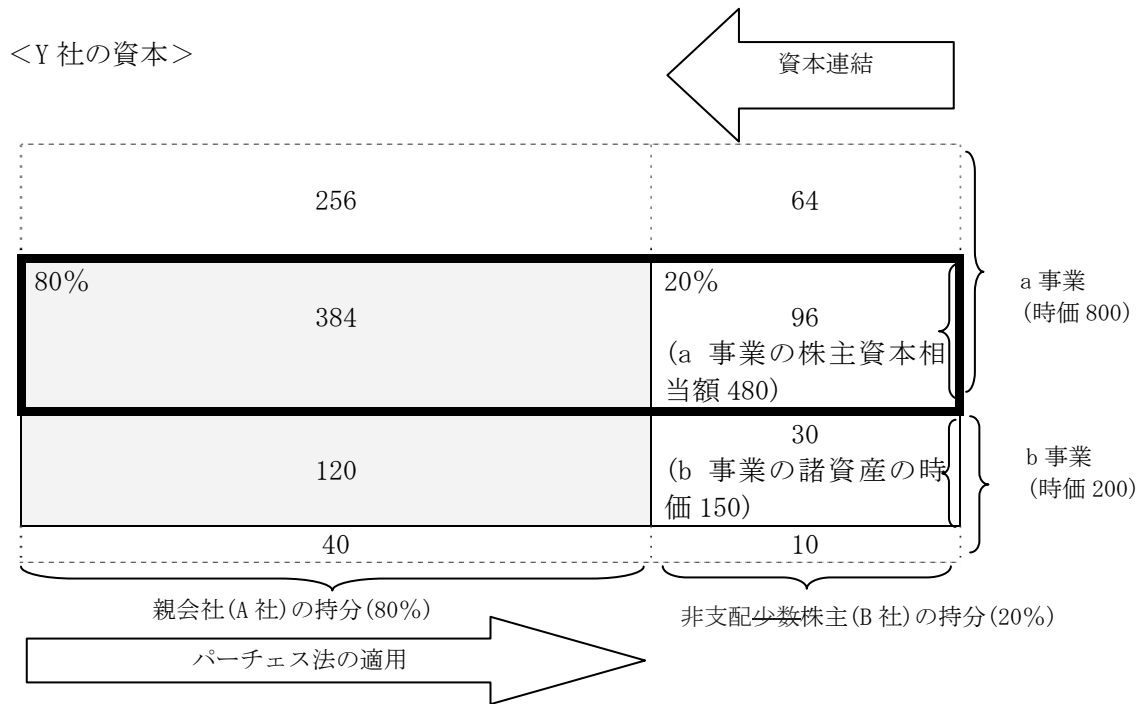 <Y 社の資本>
資本連結
256
64
80%
384
20%
96
(a 事業の株主資本相
当額 480)
a 事業
(時価 800)
120
30
(b 事業の諸資産の時
価 150)
b 事業
(時価 200)
40
10
親会社(A 社)の持分(80%)
非支配少数株主(B 社)の持分(20%)
パーチェス法の適用